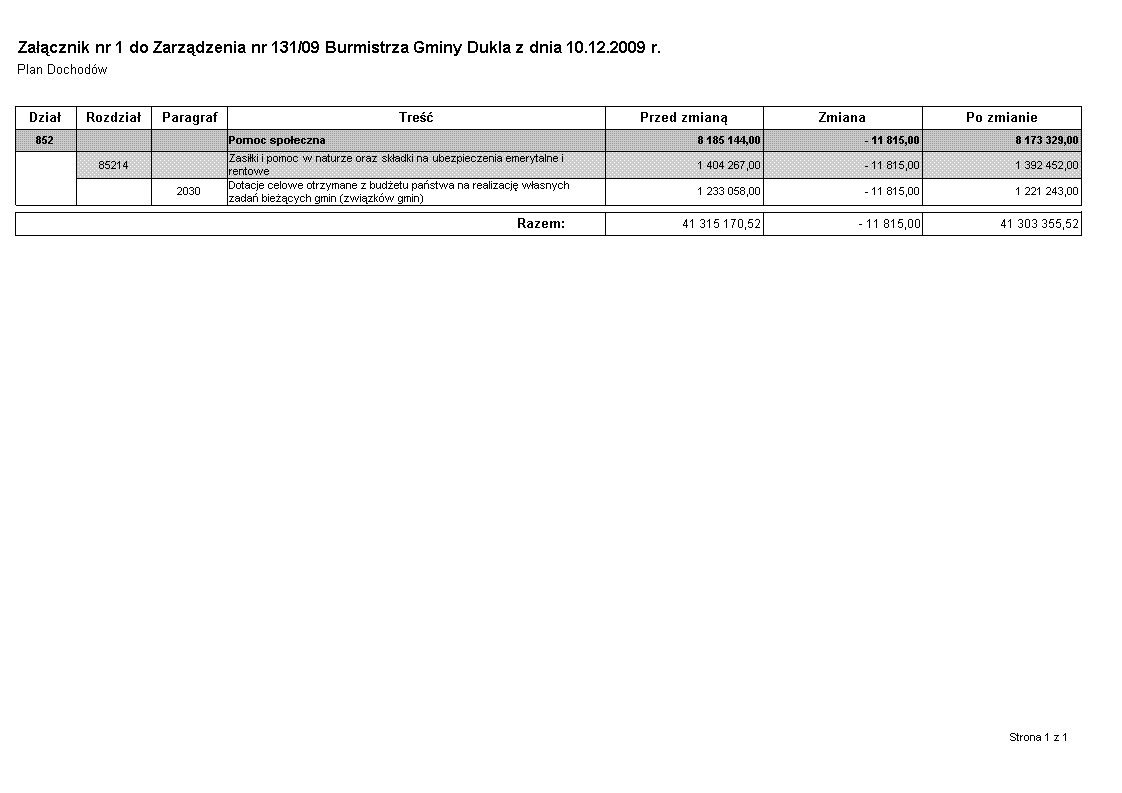 Załącznik nr 1 do Zarządzenia nr 131/09 Burmistrza Gminy Dukla z dnia 10.12.2009 r.
Plan Dochodów
Dział Rozdział Paragraf Treść Przed zmianą Zmiana Po zmianie
852 Pomoc społeczna 8 185 144,00 - 11 815,00 8 173 329,00
85214 Zasiłki i pomoc w naturze oraz składki na ubezpieczenia emerytalne i
rentowe 1 404 267,00 - 11 815,00 1 392 452,00
2030 Dotacje celowe otrzymane z budżetu państwa na realizację własnych
zadań bieżących gmin (związków gmin) 1 233 058,00 - 11 815,00 1 221 243,00
Razem: 41 315 170,52 - 11 815,00 41 303 355,52
Strona 1 z 1